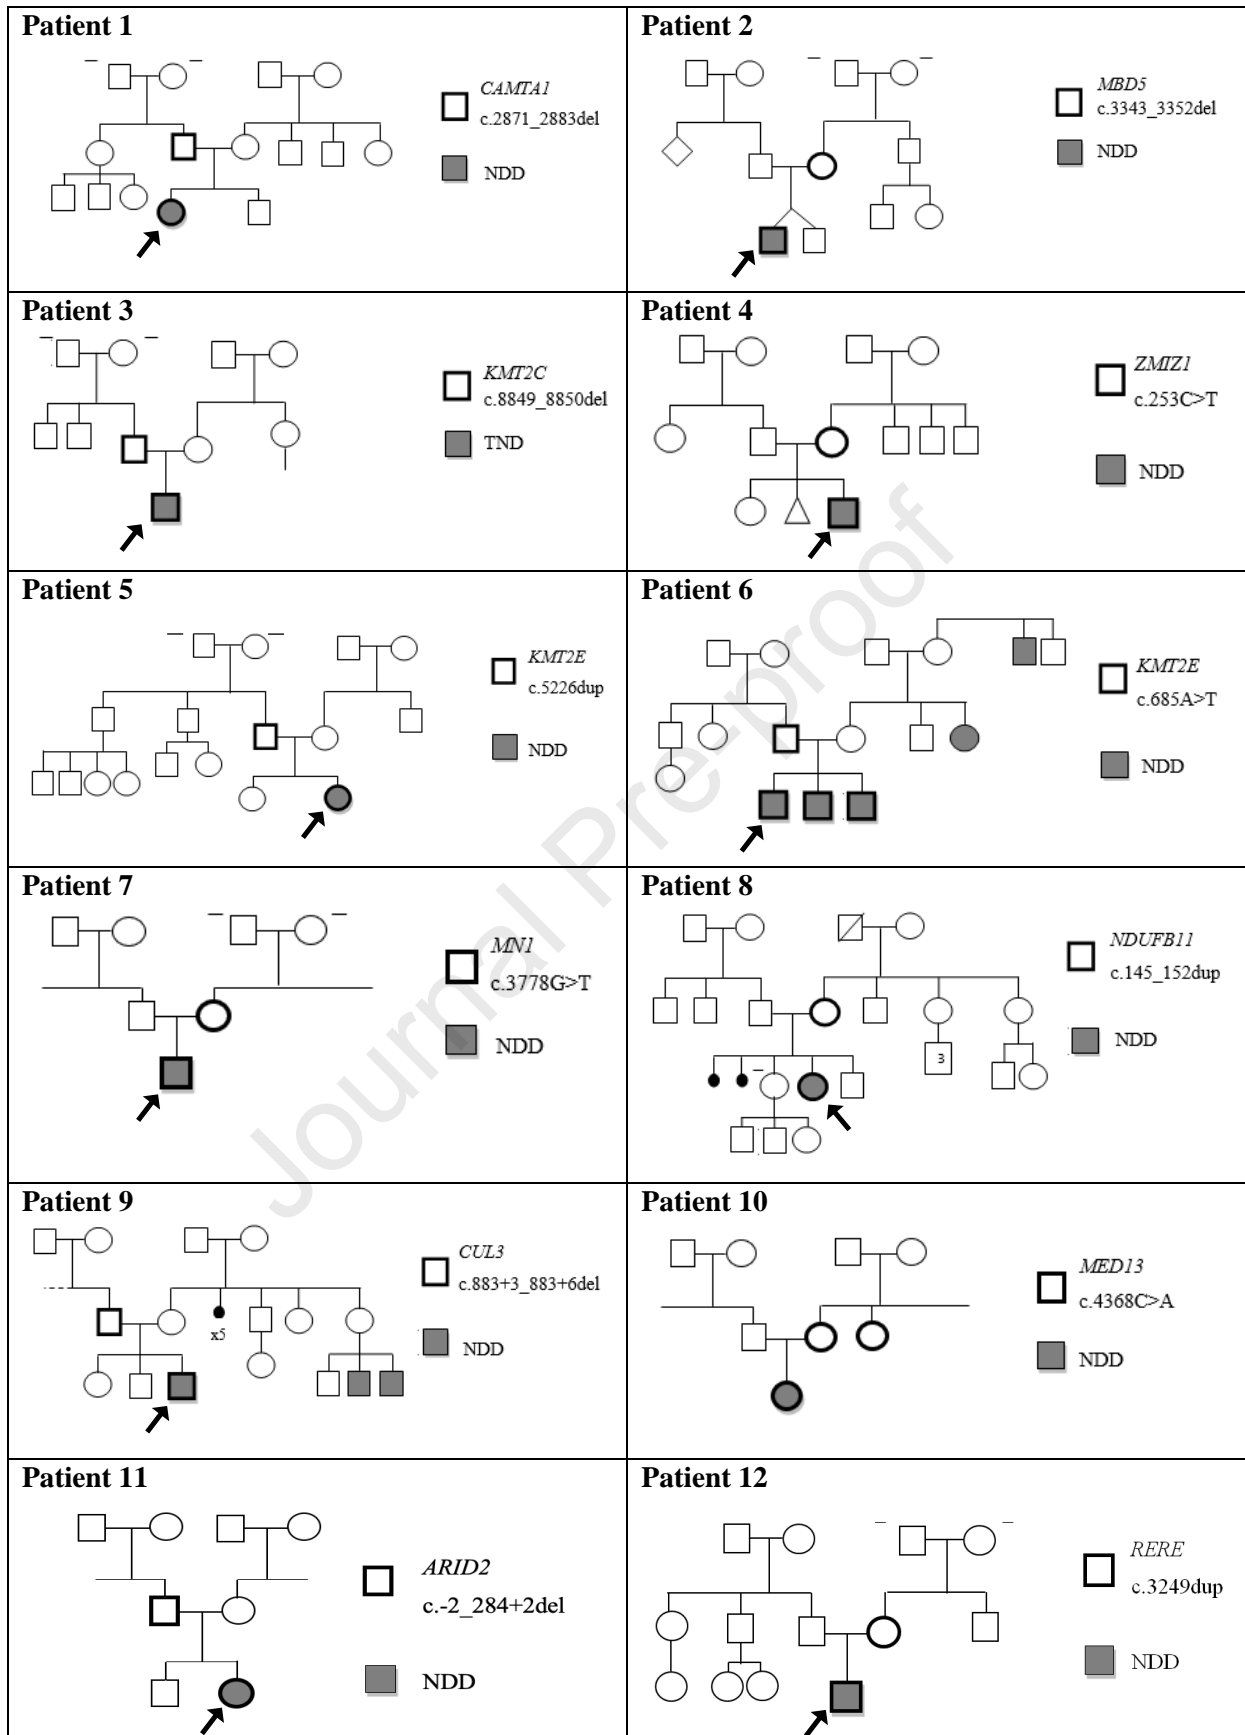 Patient 1
CAMTA1
c.2871_2883del
NDD
Patient 2
MBD5
c.3343_3352del
NDD
Patient 3
KMT2C
c.8849_8850del
TND
Patient 4
ZMIZ1
c.253C>T
NDD
Patient 5
KMT2E
c.5226dup
NDD
Patient 6
KMT2E
c.685A>T
NDD
Patient 7
MN1
c.3778G>T
NDD
Patient 8
NDUFB11
c.145_152dup
NDD
3
Patient 9
CUL3
c.883+3_883+6del
x5
NDD
Patient 10
MED13
c.4368C>A
NDD
Patient 11
ARID2
c.-2_284+2del
NDD
Patient 12
RERE
c.3249dup
NDD
Journal Pre-proof